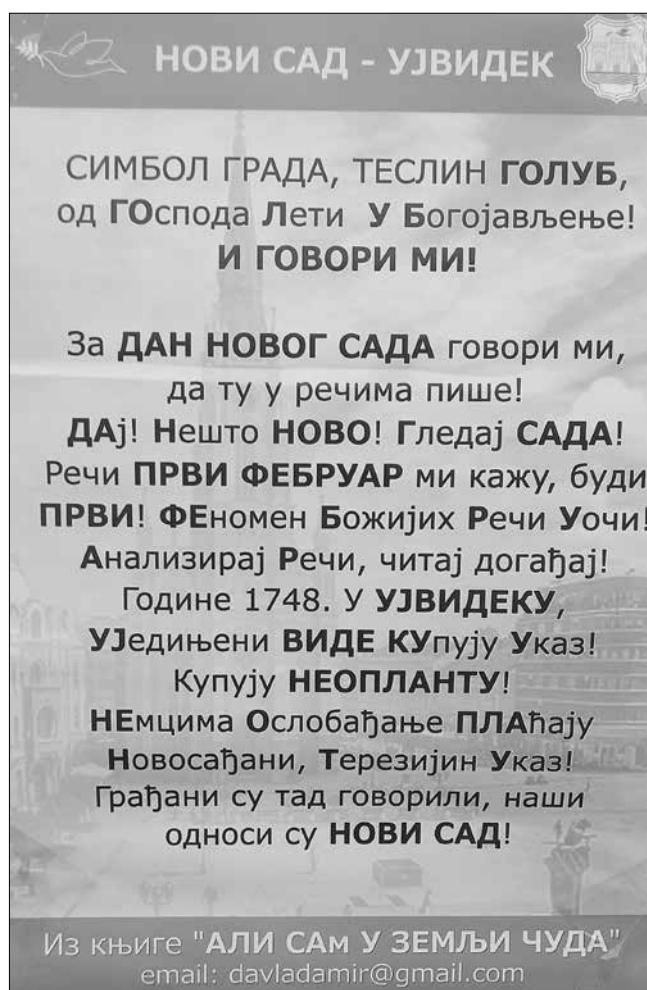 НОВИ САД - УЈВИДЕК
СИМБОЛ ГРАДА, ТЕСЛИН ГОЛУБ,
од ГОспода Лети У Богојављење!
И ГОВОРИ МИ!
За ДАН НОВОГ САДА говори ми,
да ту у речима пише!
ДАј! Нешто НОВО! Гледај САДА!
Речи ПРВИ ФЕБРУАР ми кажу, буди
ПРВИ! ФЕномен Божијих Речи Уочи!
Анализирај Речи, читај догађај!
Године 1748. У УЈВИДЕКУ,
УЈедињени ВИДЕ КУпују Указ!
Купују НЕОПЛАНТУ!
НЕмцима Ослобађање ПЛАћају
Новосађани, Терезијин Указ!
Грађани су тад говорили, наши
односи су НОВИ САД!
Из књиге "АЛИ САм У ЗЕМЉИ ЧУДА"
email: davladamir@gmail.com